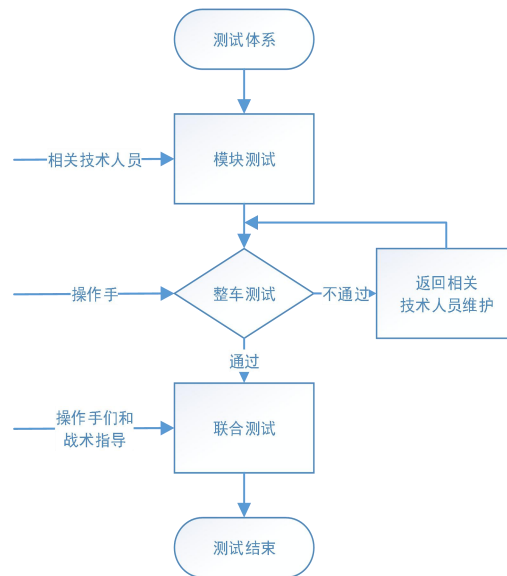 测试体系
相关技术人员
模块测试
操作手
整车测试
不通过
返回相关
技术人员维护
通过
操作手们和
战术指导
联合测试
测试结束